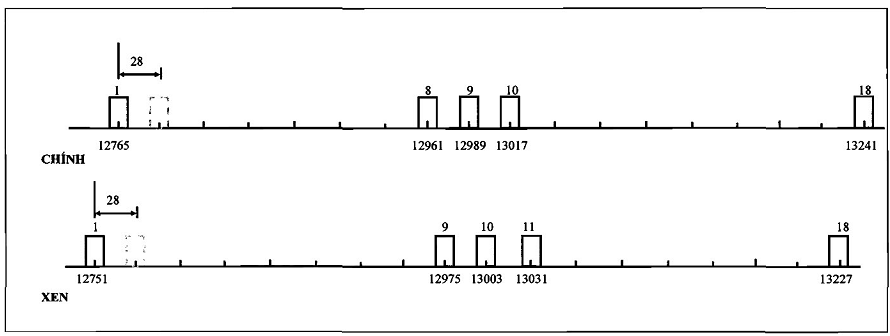 28
1 8 9 10 18
12765 12961 12989 13017 13241
CHÍNH
28
1 9 10 11 18
12751 12975 13003 13031 13227
XEN